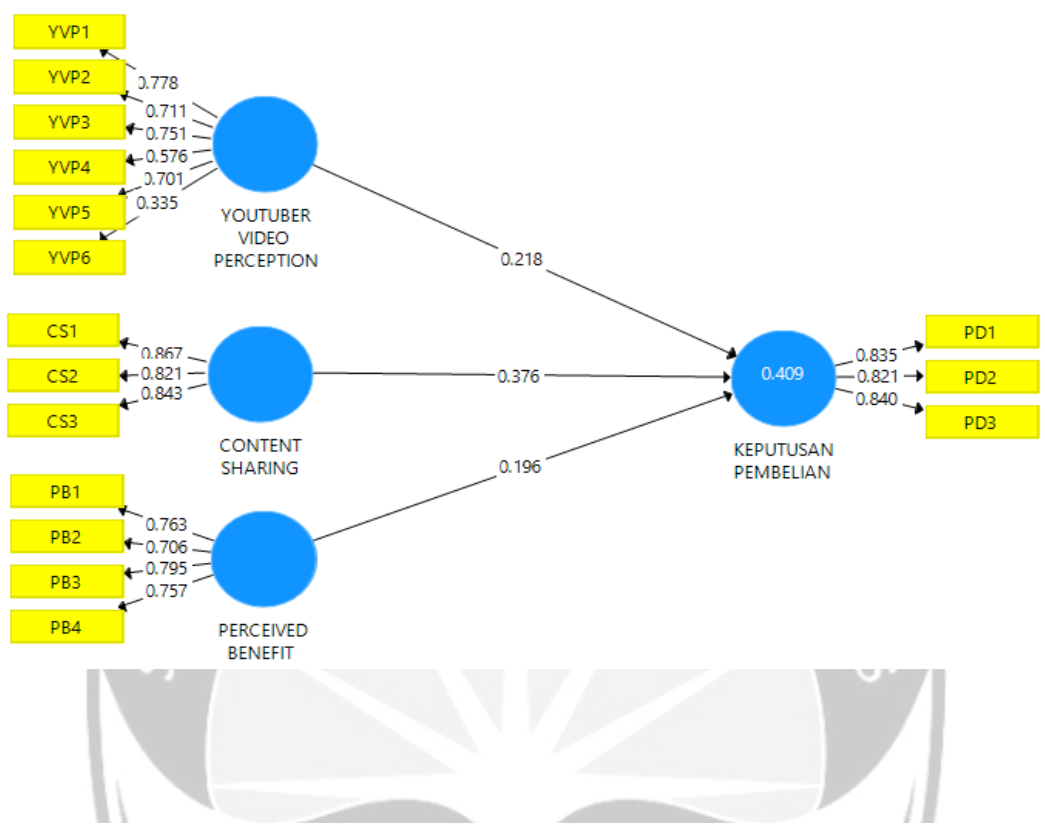 YVP1
YVP2
YVP3
YVP4
YVP5
YVP6
0.778
0.711
0.751
0.576
0.701
0.335
YOUTUBER
VIDEO
PERCEPTION
0.218
CS1
CS2
CS3
0.867
0.821
0.843
CONTENT
SHARING
0.376
PB1
PB2
PB3
PB4
0.763
0.706
0.795
0.757
PERCEIVED
BENEFIT
0.196
0.409
KEPUTUSAN
PEMBELIAN
0.835
0.821
0.840
PD1
PD2
PD3